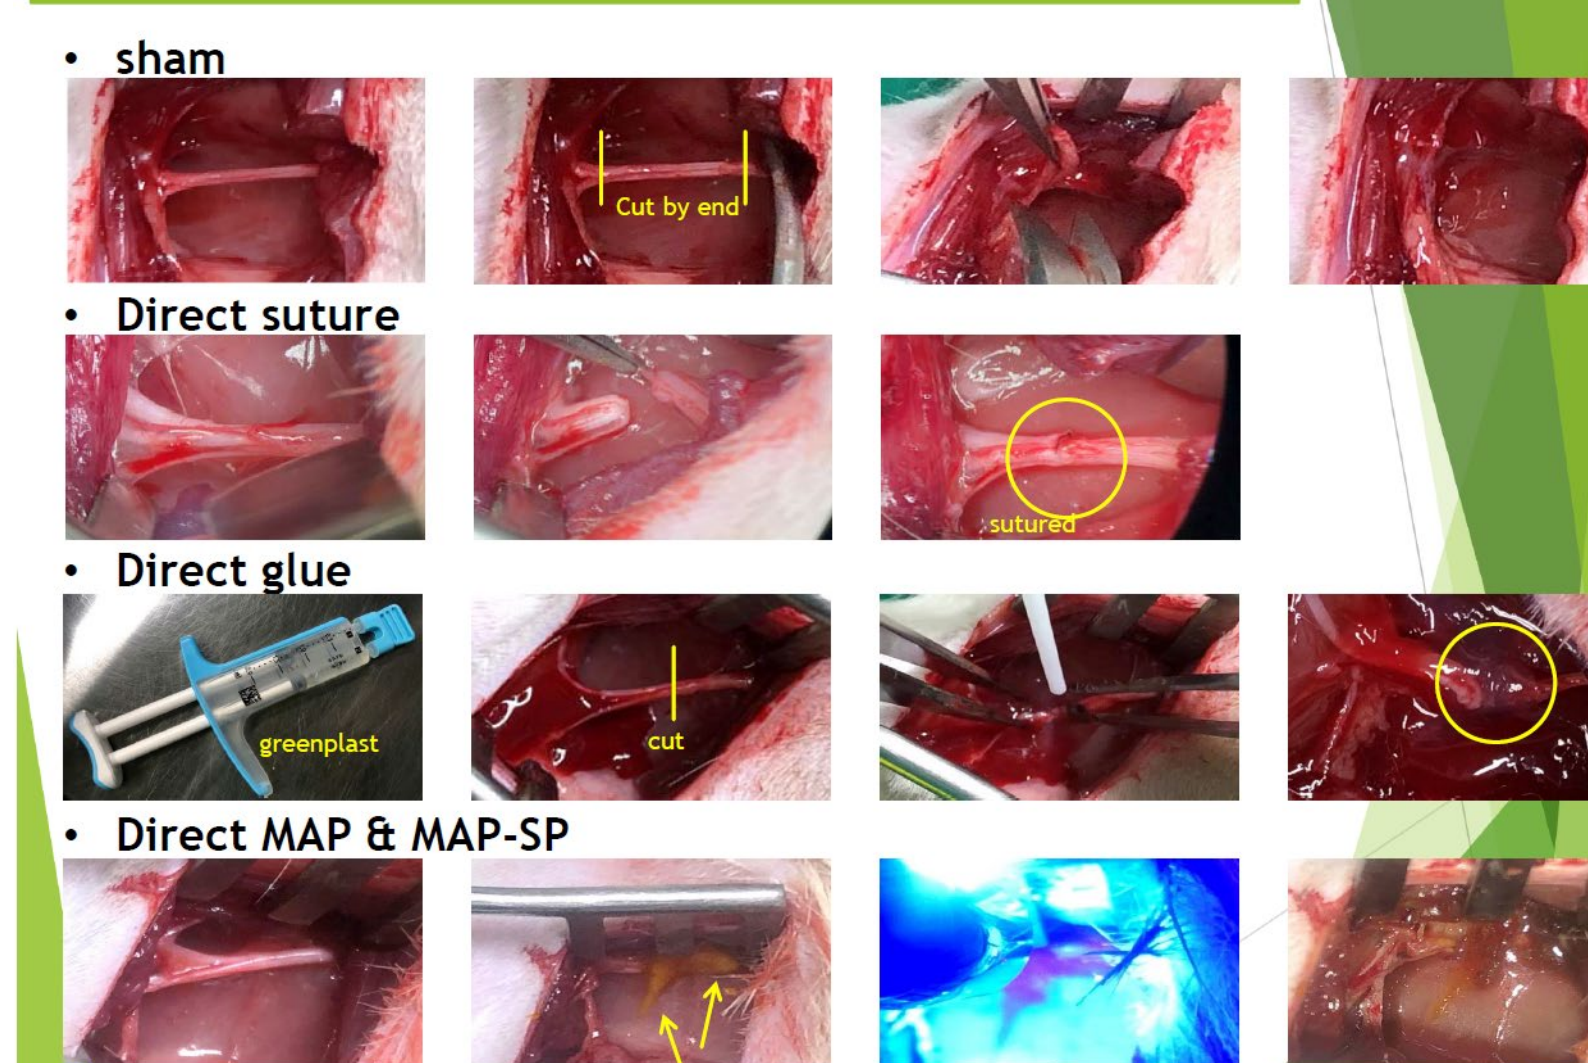 • sham
Cut by end
• Direct suture
sutured
• Direct glue
greenplast
cut
• Direct MAP & MAP-SP